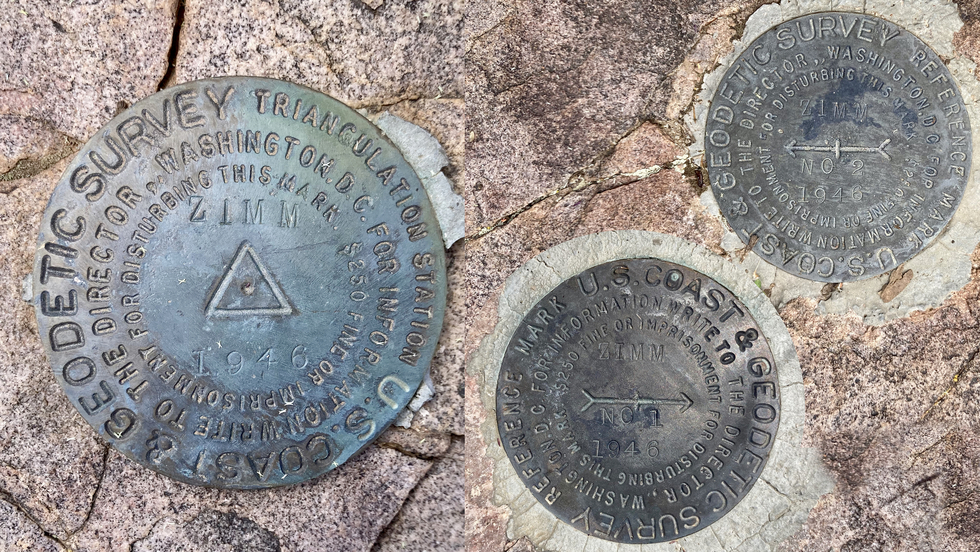 U.S. COAST & GEODETIC SURVEY TRIANGULATION STATION
FOR INFORMATION WRITE TO THE DIRECTOR,, WASHINGTON, D.C.
$250 FINE OR IMPRISONMENT FOR DISTURBING THIS MARK.
ZIMM
1946
U.S. COAST & GEODETIC SURVEY REFERENCE MARK
FOR INFORMATION WRITE TO THE DIRECTOR,, WASHINGTON, D.C.
$250 FINE OR IMPRISONMENT FOR DISTURBING THIS MARK
ZIMM
NO 2
1946
U.S. COAST & GEODETIC SURVEY REFERENCE MARK
FOR INFORMATION WRITE TO THE DIRECTOR,, WASHINGTON, D.C.
$250 FINE OR IMPRISONMENT FOR DISTURBING THIS MARK
ZIMM
NO 1
1946